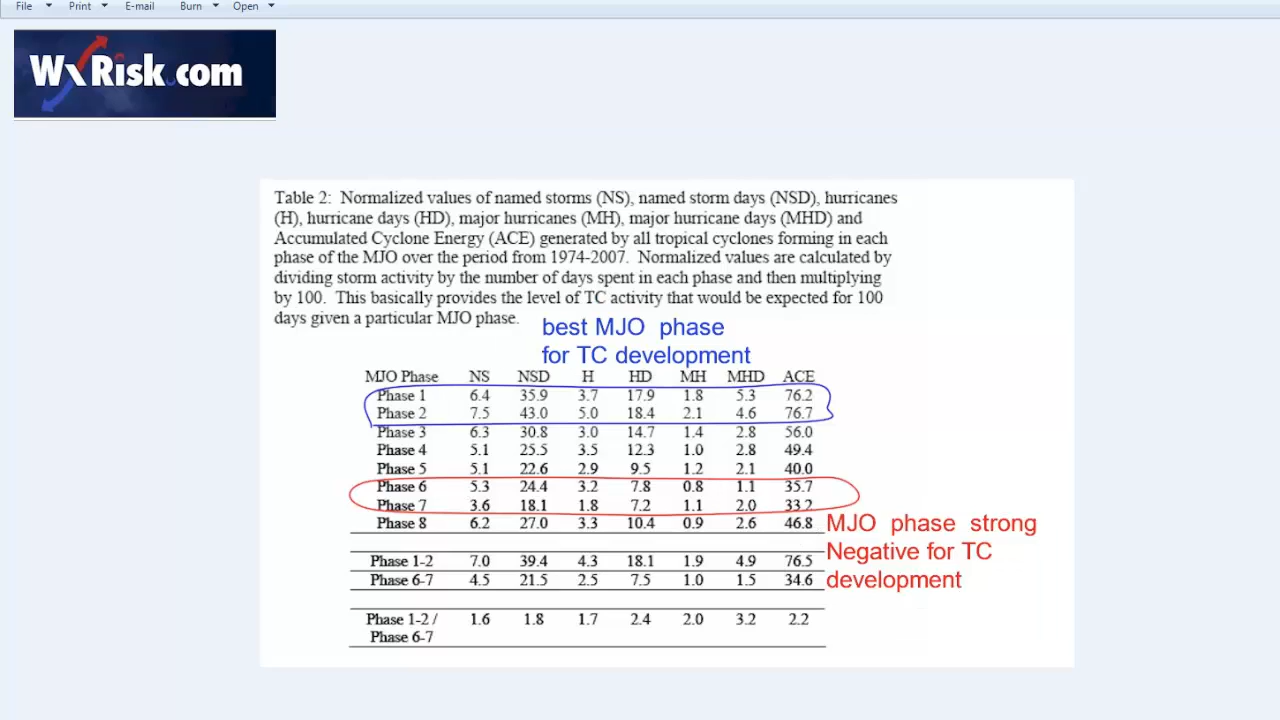 File Print E-mail Burn Open
WxRisk.com
Table 2: Normalized values of named storms (NS), named storm days (NSD), hurricanes
(H), hurricane days (HD), major hurricanes (MH), major hurricane days (MHD) and
Accumulated Cyclone Energy (ACE) generated by all tropical cyclones forming in each
phase of the MJO over the period from 1974-2007. Normalized values are calculated by
dividing storm activity by the number of days spent in each phase and then multiplying
by 100. This basically provides the level of TC activity that would be expected for 100
days given a particular MJO phase.
best MJO phase
for TC development
MJO Phase NS NSD H HD MH MHD ACE
Phase 1 6.4 35.9 3.7 17.9 1.8 5.3 76.2
Phase 2 7.5 43.0 5.0 18.4 2.1 4.6 76.7
Phase 3 6.3 30.8 3.0 14.7 1.4 2.8 56.0
Phase 4 5.1 25.5 3.5 12.3 1.0 2.8 49.4
Phase 5 5.1 22.6 2.9 9.5 1.2 2.1 40.0
Phase 6 5.3 24.4 3.2 7.8 0.8 1.1 35.7
Phase 7 3.6 18.1 1.8 7.2 1.1 2.0 33.2
Phase 8 6.2 27.0 3.3 10.4 0.9 2.6 46.8
MJO phase strong
Negative for TC
development
Phase 1-2 7.0 39.4 4.3 18.1 1.9 4.9 76.5
Phase 6-7 4.5 21.5 2.5 7.5 1.0 1.5 34.6
Phase 1-2 / 1.6 1.8 1.7 2.4 2.0 3.2 2.2
Phase 6-7